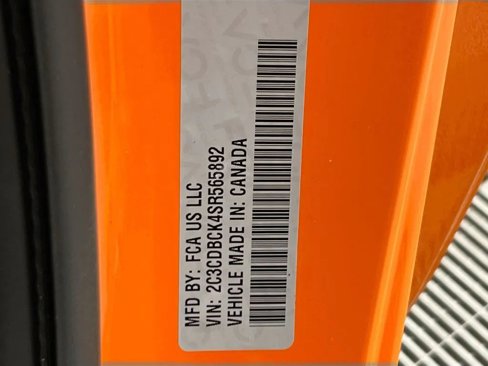 MFD BY: FCA US LLC
VIN: 2C3CDBCK4SR565892
VEHICLE MADE IN: CANADA